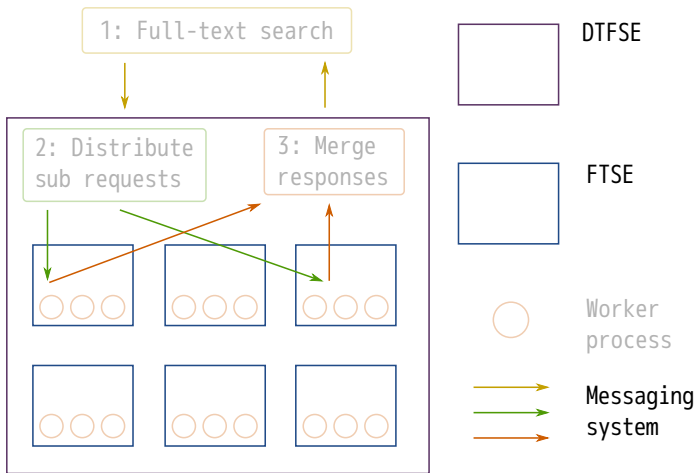 1: Full-text search
2: Distribute
sub requests
3: Merge
responses
DTFSE
FTSE
Worker
process
Messaging
system